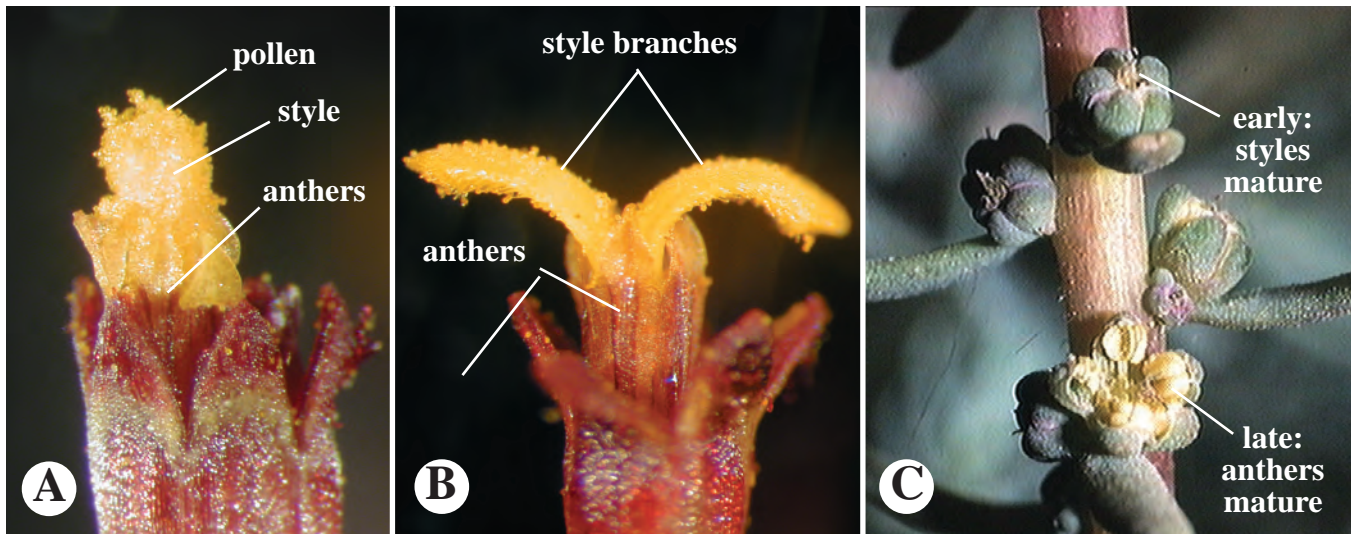 pollen
style
anthers
A
style branches
anthers
B
early:
styles
mature
late:
anthers
mature
C